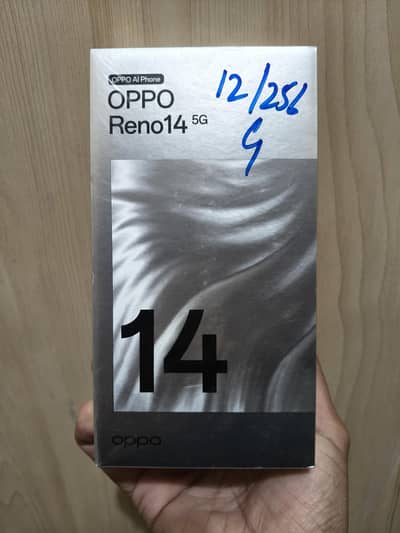 OPPO AI Phone
OPPO
Reno14 5G
12/256
G
14
oppo